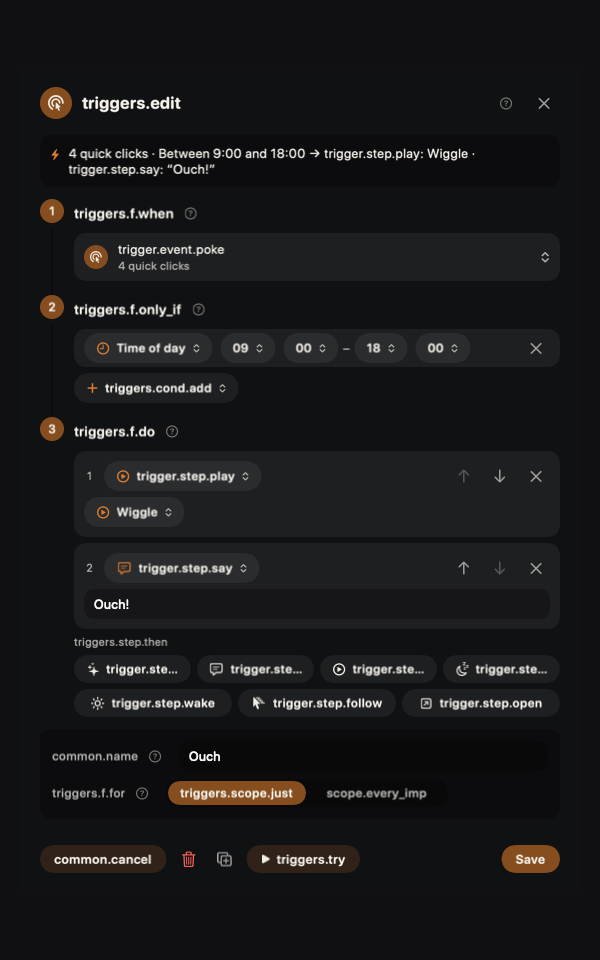 triggers.edit
4 quick clicks · Between 9:00 and 18:00 → trigger.step.play: Wiggle ·
trigger.step.say: “Ouch!”
1 triggers.f.when
trigger.event.poke
4 quick clicks
2 triggers.f.only_if
Time of day 09 00 – 18 00
+ triggers.cond.add
3 triggers.f.do
1 trigger.step.play
Wiggle
2 trigger.step.say
Ouch!
triggers.step.then
trigger.ste... trigger.ste... trigger.ste... trigger.ste...
trigger.step.wake trigger.step.follow trigger.step.open
common.name Ouch
triggers.f.for triggers.scope.just scope.every_imp
common.cancel triggers.try Save